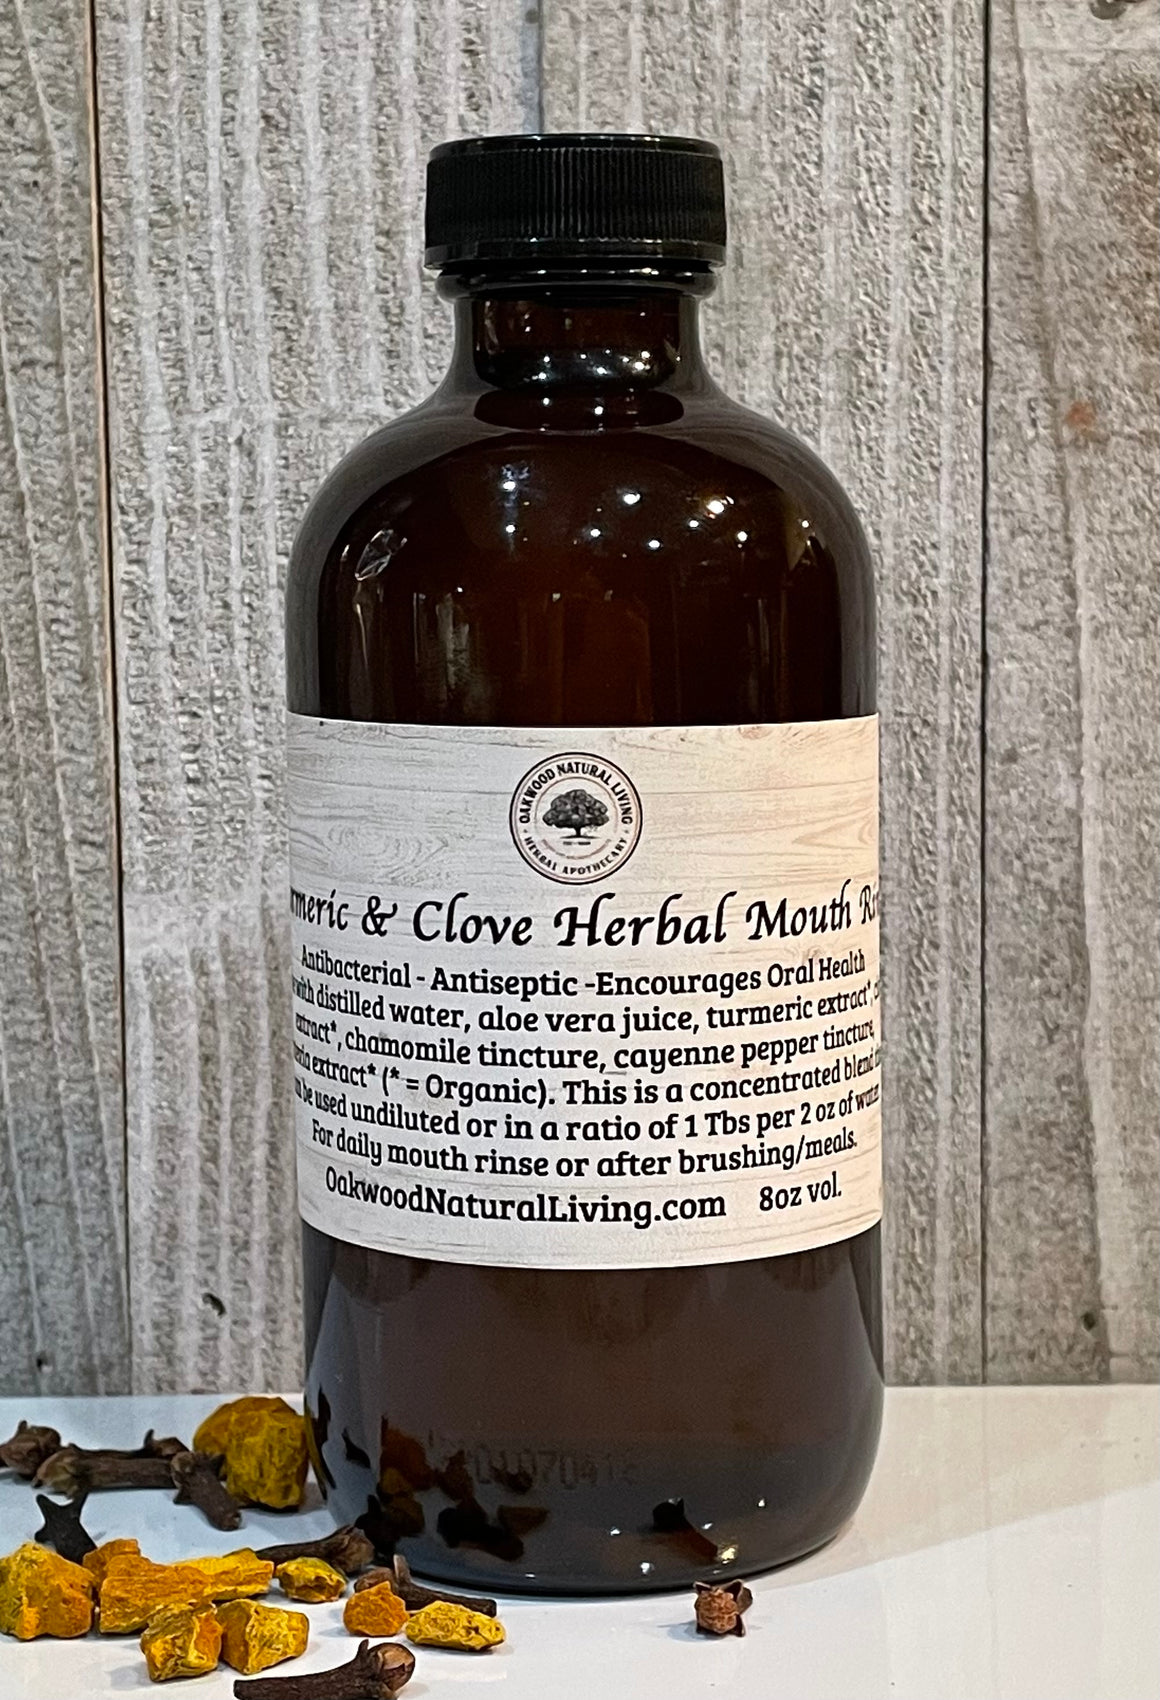 OAKWOOD NATURAL LIVING
HERBAL APOTHECARY
& Clove Herbal Mouth
Antibacterial - Antiseptic -Encourages Oral Health
with distilled water, aloe vera juice, turmeric extract*,
extract*, chamomile tincture, cayenne pepper tincture,
extract* (* = Organic). This is a concentrated blend
be used undiluted or in a ratio of 1 Tbs per 2 oz of water.
For daily mouth rinse or after brushing/meals.
OakwoodNaturalLiving.com 8oz vol.